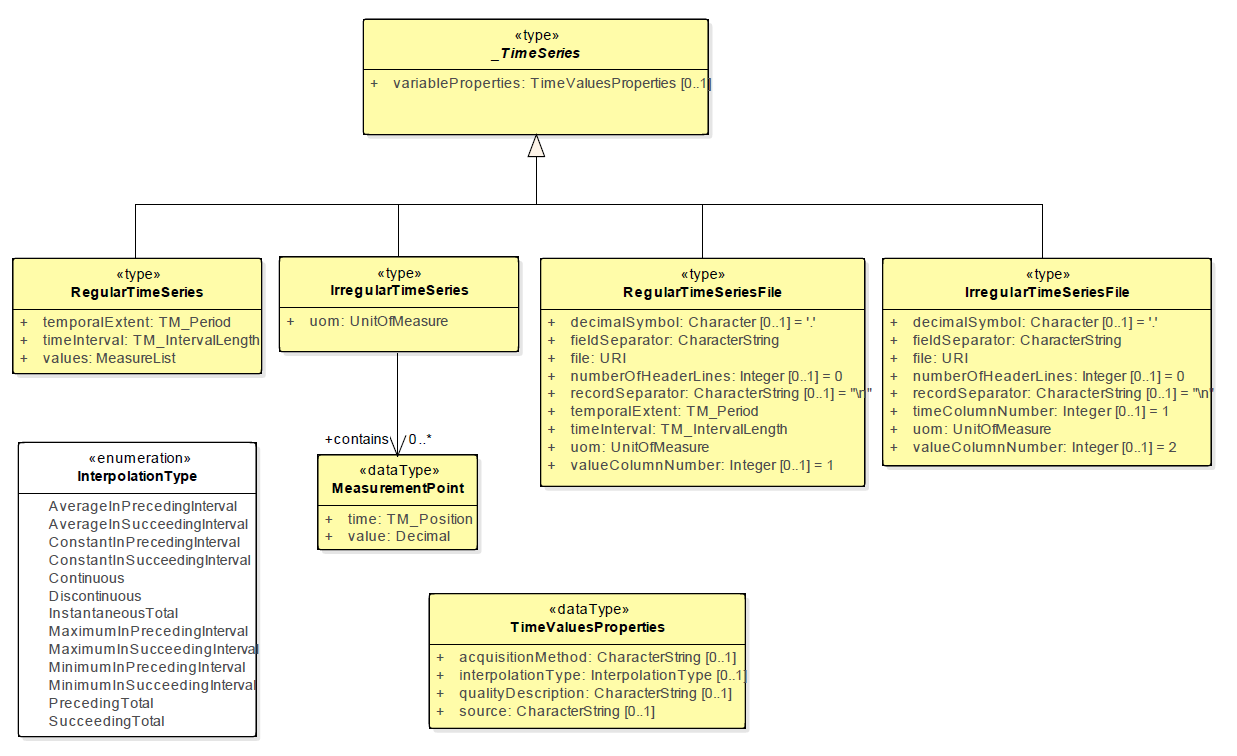 «type»
_TimeSeries
+ variableProperties: TimeValuesProperties [0..1]
«type»
RegularTimeSeries
+ temporalExtent: TM_Period
+ timeInterval: TM_IntervalLength
+ values: MeasureList
«type»
IrregularTimeSeries
+ uom: UnitOfMeasure
«type»
RegularTimeSeriesFile
+ decimalSymbol: Character [0..1] = '.'
+ fieldSeparator: CharacterString
+ file: URI
+ numberOfHeaderLines: Integer [0..1] = 0
+ recordSeparator: CharacterString [0..1] = "\n"
+ temporalExtent: TM_Period
+ timeInterval: TM_IntervalLength
+ uom: UnitOfMeasure
+ valueColumnNumber: Integer [0..1] = 1
«type»
IrregularTimeSeriesFile
+ decimalSymbol: Character [0..1] = '.'
+ fieldSeparator: CharacterString
+ file: URI
+ numberOfHeaderLines: Integer [0..1] = 0
+ recordSeparator: CharacterString [0..1] = "\n"
+ timeColumnNumber: Integer [0..1] = 1
+ uom: UnitOfMeasure
+ valueColumnNumber: Integer [0..1] = 2
+contains 0..*
«dataType»
MeasurementPoint
+ time: TM_Position
+ value: Decimal
«enumeration»
InterpolationType
AverageInPrecedingInterval
AverageInSucceedingInterval
ConstantInPrecedingInterval
ConstantInSucceedingInterval
Continuous
Discontinuous
InstantaneousTotal
MaximumInPrecedingInterval
MaximumInSucceedingInterval
MinimumInPrecedingInterval
MinimumInSucceedingInterval
PrecedingTotal
SucceedingTotal
«dataType»
TimeValuesProperties
+ acquisitionMethod: CharacterString [0..1]
+ interpolationType: InterpolationType [0..1]
+ qualityDescription: CharacterString [0..1]
+ source: CharacterString [0..1]